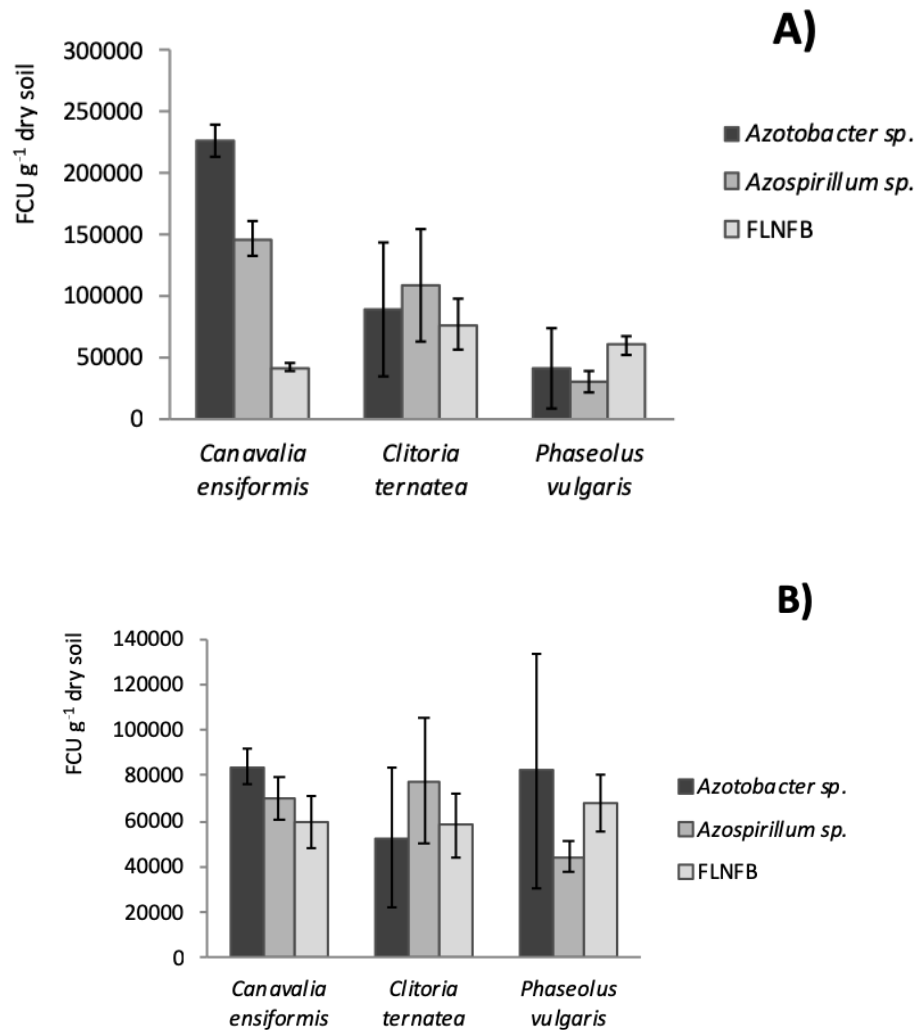 A)
FCU g⁻¹ dry soil
300000
250000
200000
150000
100000
50000
0
Canavalia ensiformis
Clitoria ternatea
Phaseolus vulgaris
Azotobacter sp.
Azospirillum sp.
FLNFB
B)
FCU g⁻¹ dry soil
140000
120000
100000
80000
60000
40000
20000
0
Canavalia ensiformis
Clitoria ternatea
Phaseolus vulgaris
Azotobacter sp.
Azospirillum sp.
FLNFB